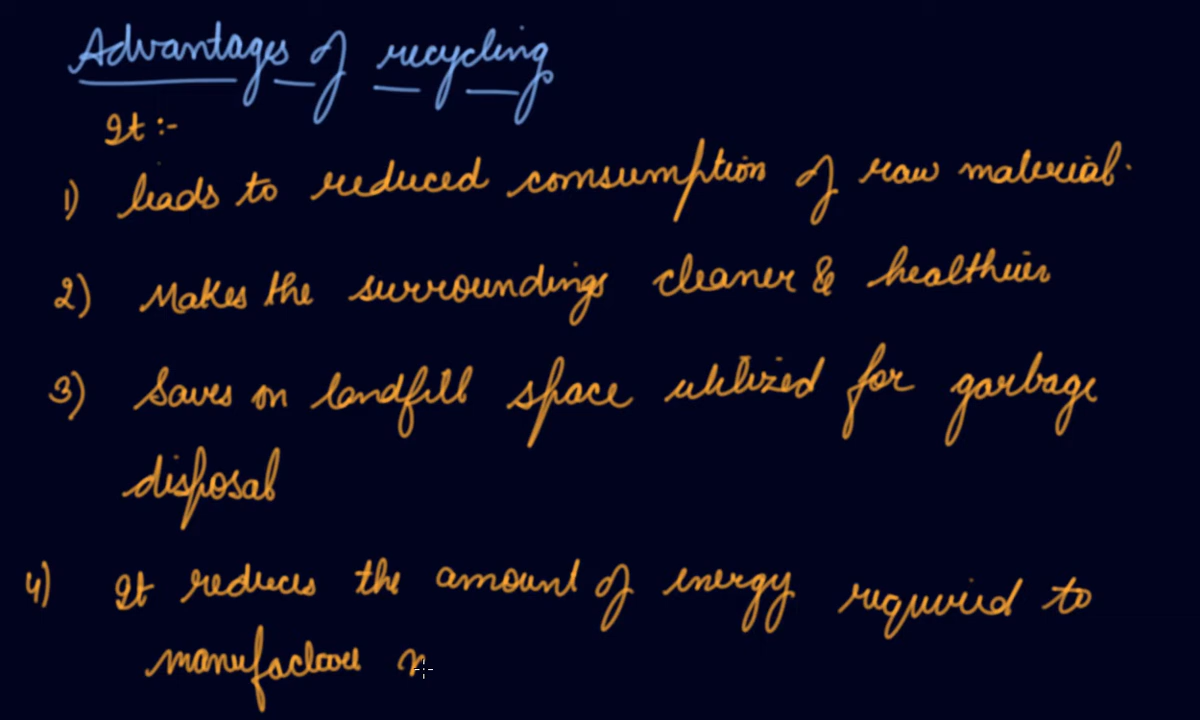 Advantages of recycling
It :-
1) leads to reduced consumption of raw material.
2) Makes the surroundings cleaner & healthier
3) Saves on landfill space utilized for garbage
disposal
4) It reduces the amount of energy required to
manufacture